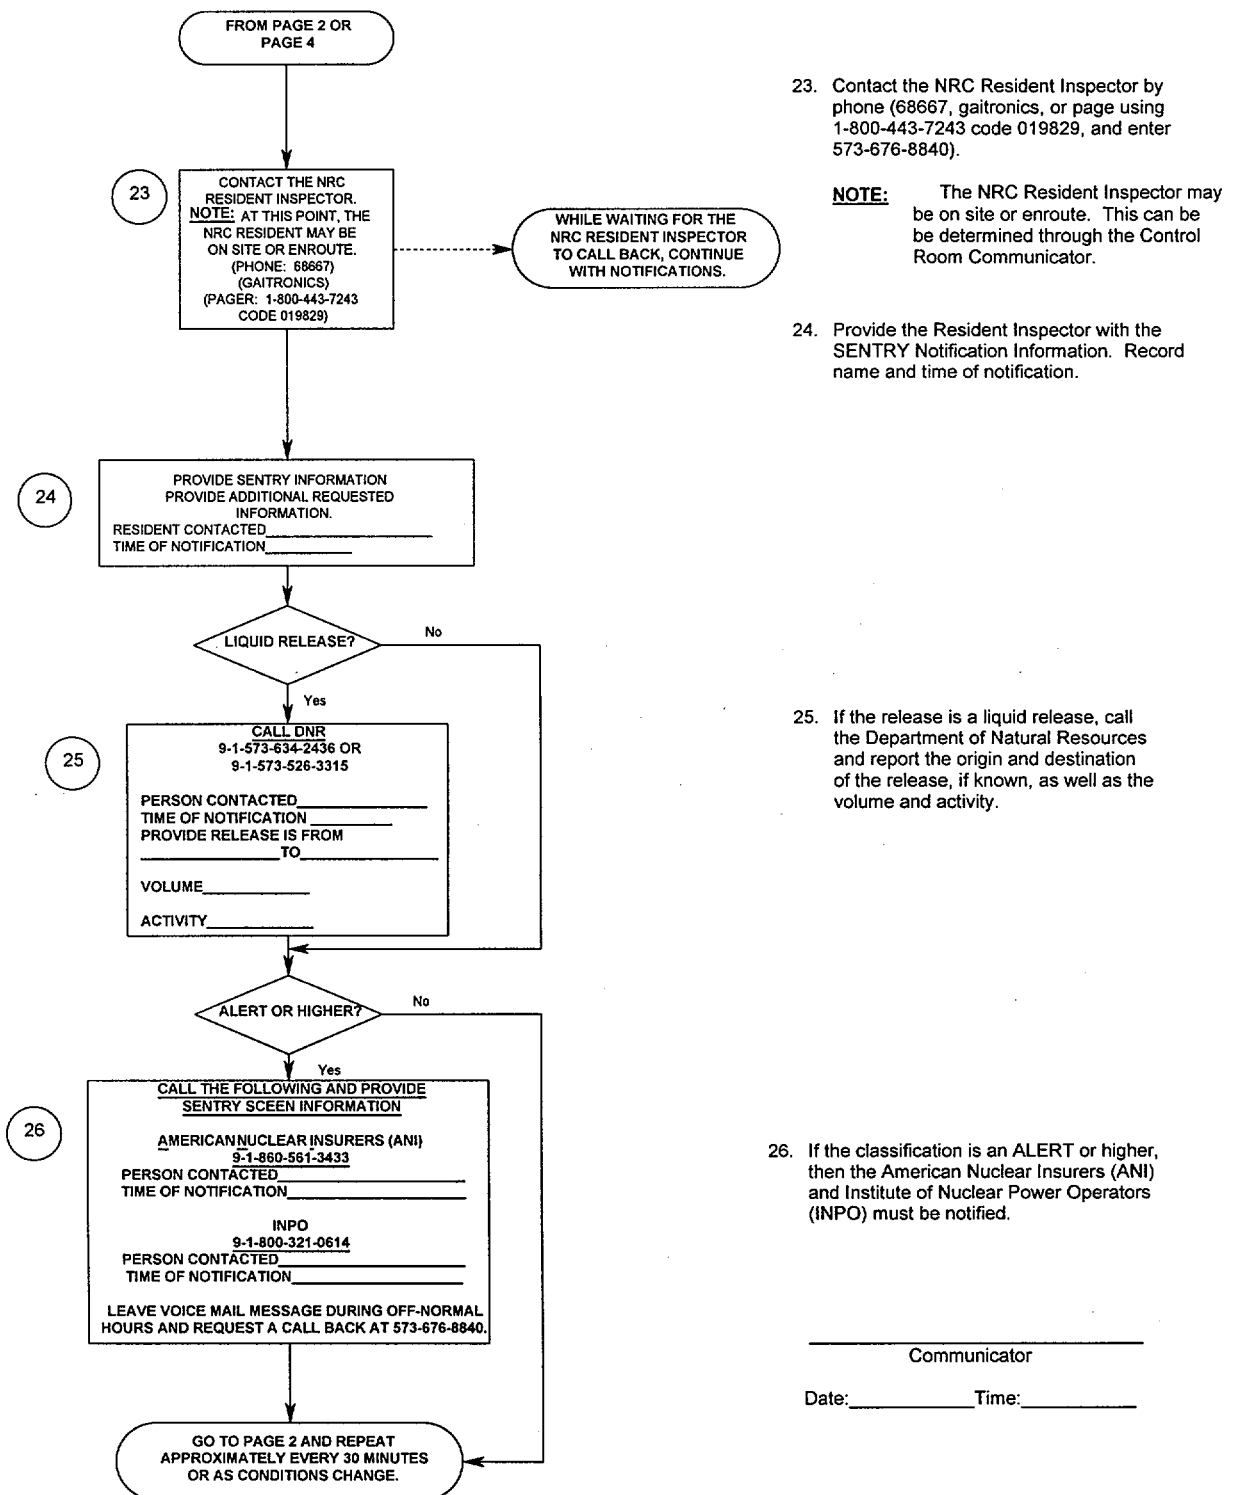 FROM PAGE 2 OR
PAGE 4
23
CONTACT THE NRC
RESIDENT INSPECTOR.
NOTE: AT THIS POINT, THE
NRC RESIDENT MAY BE
ON SITE OR ENROUTE.
(PHONE: 68667)
(GAITRONICS)
(PAGER: 1-800-443-7243
CODE 019829)
WHILE WAITING FOR THE
NRC RESIDENT INSPECTOR
TO CALL BACK, CONTINUE
WITH NOTIFICATIONS.
23. Contact the NRC Resident Inspector by
phone (68667, gaitronics, or page using
1-800-443-7243 code 019829, and enter
573-676-8840).
NOTE: The NRC Resident Inspector may
be on site or enroute. This can be
be determined through the Control
Room Communicator.
24. Provide the Resident Inspector with the
SENTRY Notification Information. Record
name and time of notification.
24
PROVIDE SENTRY INFORMATION
PROVIDE ADDITIONAL REQUESTED
INFORMATION.
RESIDENT CONTACTED
TIME OF NOTIFICATION
LIQUID RELEASE?
No
Yes
25
CALL DNR
9-1-573-634-2436 OR
9-1-573-526-3315
PERSON CONTACTED
TIME OF NOTIFICATION
PROVIDE RELEASE IS FROM
TO
VOLUME
ACTIVITY
25. If the release is a liquid release, call
the Department of Natural Resources
and report the origin and destination
of the release, if known, as well as the
volume and activity.
ALERT OR HIGHER?
No
Yes
26
CALL THE FOLLOWING AND PROVIDE
SENTRY SCEEN INFORMATION
AMERICAN NUCLEAR INSURERS (ANI)
9-1-860-561-3433
PERSON CONTACTED
TIME OF NOTIFICATION
INPO
9-1-800-321-0614
PERSON CONTACTED
TIME OF NOTIFICATION
LEAVE VOICE MAIL MESSAGE DURING OFF-NORMAL
HOURS AND REQUEST A CALL BACK AT 573-676-8840.
26. If the classification is an ALERT or higher,
then the American Nuclear Insurers (ANI)
and Institute of Nuclear Power Operators
(INPO) must be notified.
Communicator
Date: Time:
GO TO PAGE 2 AND REPEAT
APPROXIMATELY EVERY 30 MINUTES
OR AS CONDITIONS CHANGE.